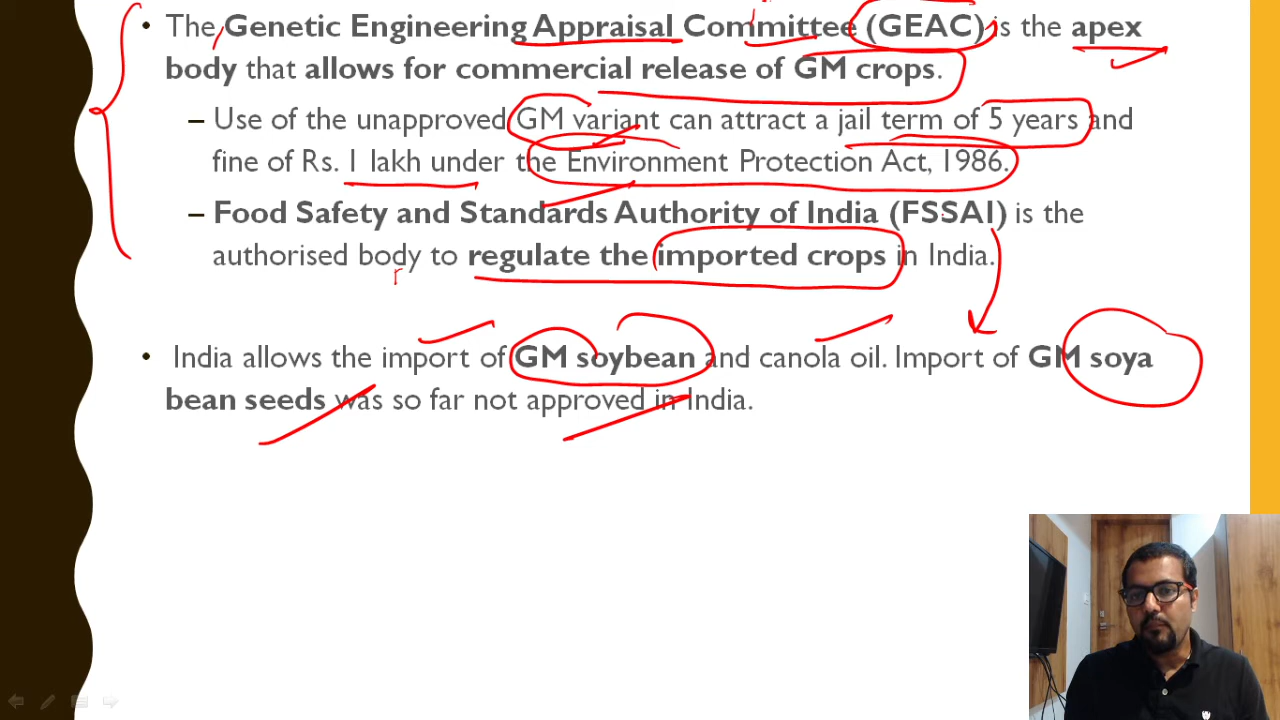 • The Genetic Engineering Appraisal Committee (GEAC) is the apex
body that allows for commercial release of GM crops.
– Use of the unapproved GM variant can attract a jail term of 5 years and
fine of Rs. 1 lakh under the Environment Protection Act, 1986.
– Food Safety and Standards Authority of India (FSSAI) is the
authorised body to regulate the imported crops in India.
• India allows the import of GM soybean and canola oil. Import of GM soya
bean seeds was so far not approved in India.